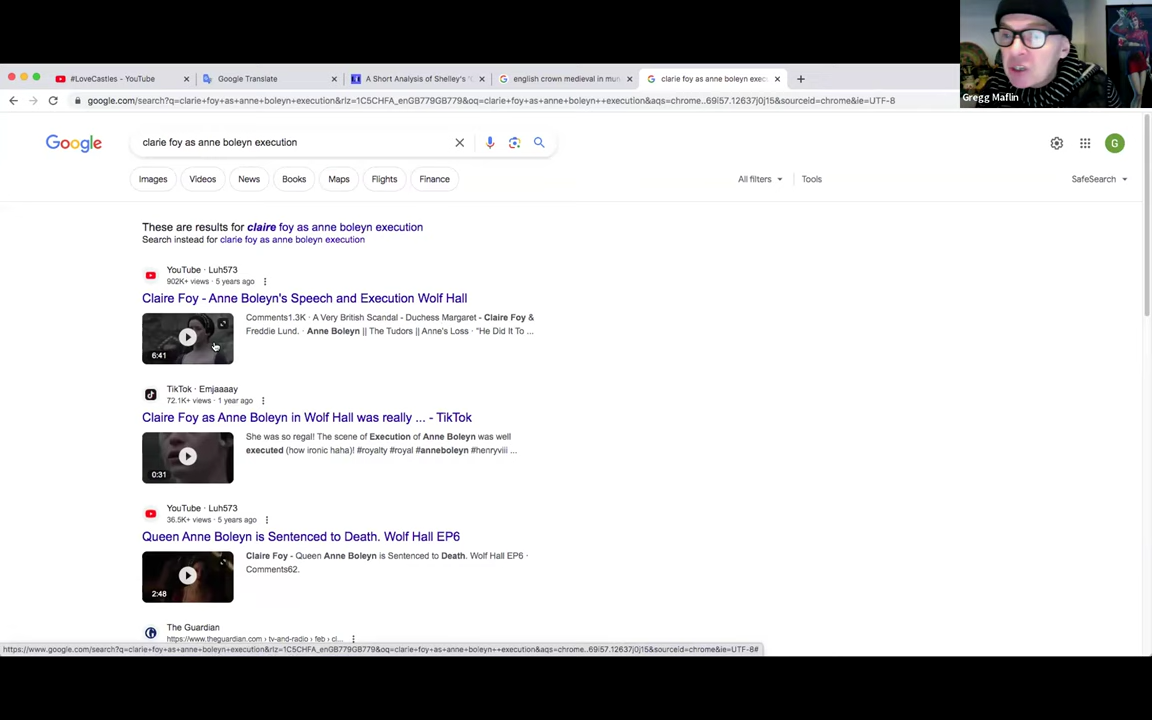 Gregg Maflin
#LoveCastles - YouTube
Google Translate
A Short Analysis of Shelley's
english crown medieval in mu
clarie foy as anne boleyn exec
google.com/search?q=clarie+foy+as+anne+boleyn+execution&rlz=1C5CHFA_enGB779GB779&oq=clarie+foy+as+anne+boleyn++execution&aqs=chrome..69i57.12637j0j15&sourceid=chrome&ie=UTF-8
Google
clarie foy as anne boleyn execution
G
Images
Videos
News
Books
Maps
Flights
Finance
All filters
Tools
SafeSearch
These are results for claire foy as anne boleyn execution
Search instead for clarie foy as anne boleyn execution
YouTube · Luh573
902K+ views · 5 years ago
Claire Foy - Anne Boleyn's Speech and Execution Wolf Hall
Comments1.3K · A Very British Scandal - Duchess Margaret - Claire Foy &
Freddie Lund. · Anne Boleyn || The Tudors || Anne's Loss · "He Did It To ...
6:41
TikTok · Emjaaaay
72.1K+ views · 1 year ago
Claire Foy as Anne Boleyn in Wolf Hall was really ... - TikTok
She was so regal! The scene of Execution of Anne Boleyn was well
executed (how ironic haha)! #royalty #royal #anneboleyn #henryviii ...
0:31
YouTube · Luh573
36.5K+ views · 5 years ago
Queen Anne Boleyn is Sentenced to Death. Wolf Hall EP6
Claire Foy - Queen Anne Boleyn is Sentenced to Death. Wolf Hall EP6 ·
Comments62.
2:48
The Guardian
https://www.theguardian.com › tv-and-radio › feb › cl...
https://www.google.com/search?q=clarie+foy+as+anne+boleyn+execution&rlz=1C5CHFA_enGB779GB779&oq=clarie+foy+as+anne+boleyn++execution&aqs=chrome..69i57.12637j0j15&sourceid=chrome&ie=UTF-8#